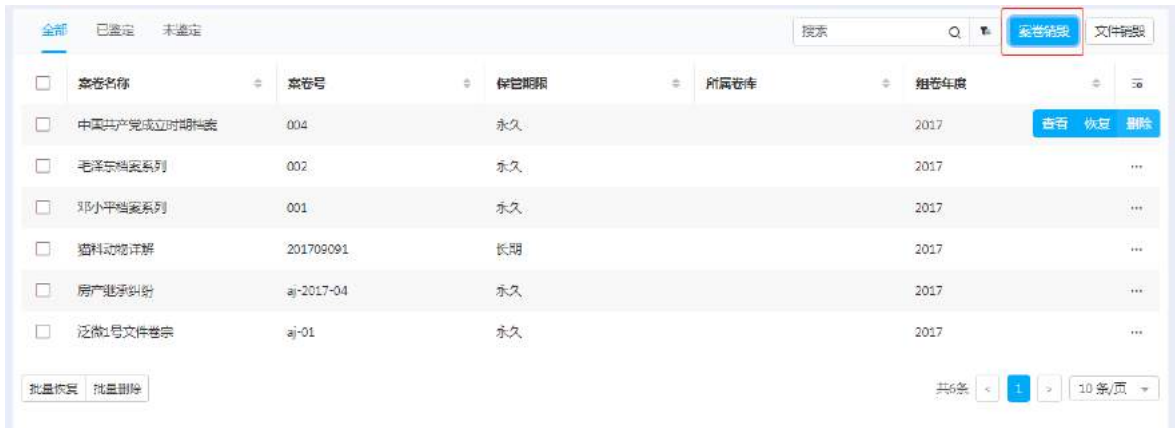 全部 已鉴定 未鉴定 搜索 案卷销毁 文件销毁
案卷名称 案卷号 保管期限 所属卷库 组卷年度
中国共产党成立时期档案 004 永久 2017 查看 恢复 删除
毛泽东档案系列 002 永久 2017 ...
邓小平档案系列 001 永久 2017 ...
猫科动物详解 201709091 长期 2017 ...
房产继承纠纷 aj-2017-04 永久 2017 ...
泛微1号文件卷宗 aj-01 永久 2017 ...
批量恢复 批量删除 共6条 < 1 > 10 条/页